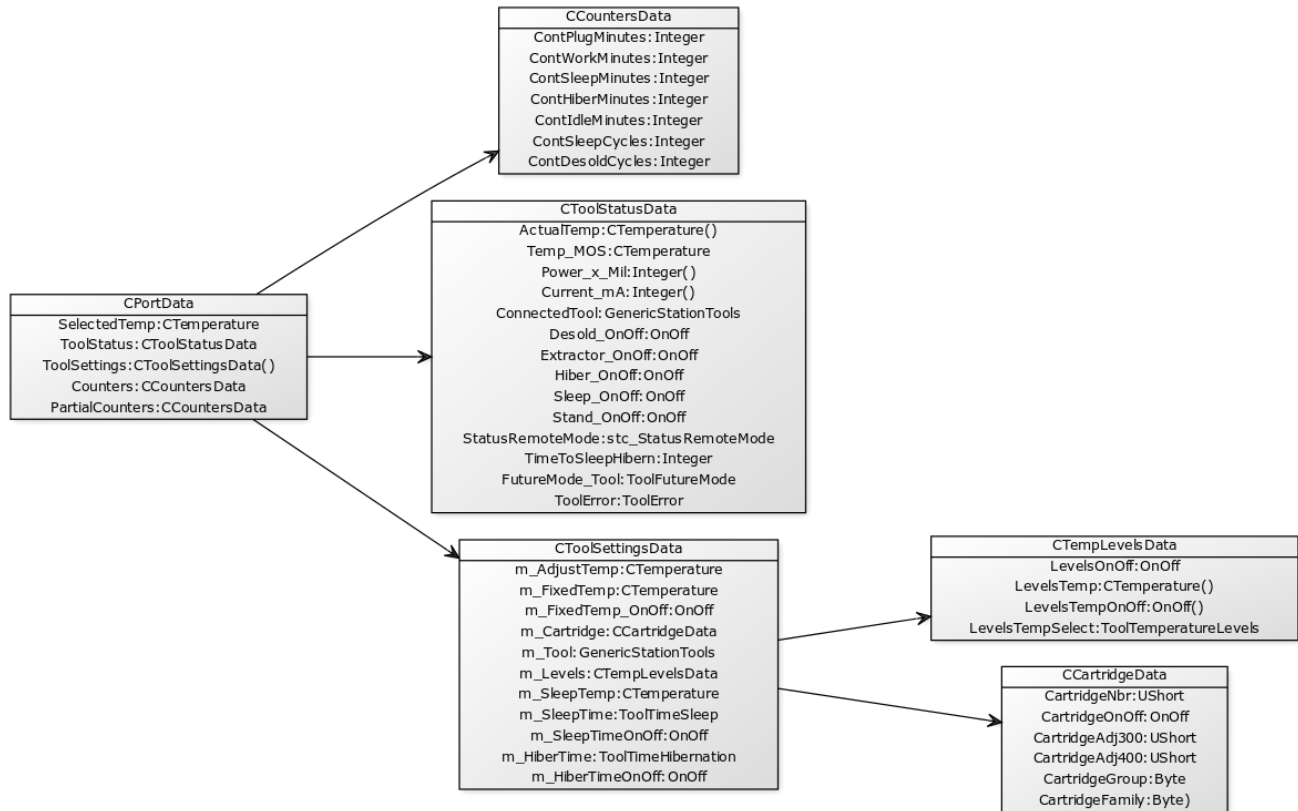 CCountersData
ContPlugMinutes:Integer
ContWorkMinutes:Integer
ContSleepMinutes:Integer
ContHiberMinutes:Integer
ContIdleMinutes:Integer
ContSleepCycles:Integer
ContDesoldCycles:Integer
CToolStatusData
ActualTemp:CTemperature()
Temp_MOS:CTemperature
Power_x_Mil:Integer()
Current_mA:Integer()
ConnectedTool:GenericStationTools
Desold_OnOff:OnOff
Extractor_OnOff:OnOff
Hiber_OnOff:OnOff
Sleep_OnOff:OnOff
Stand_OnOff:OnOff
StatusRemoteMode:stc_StatusRemoteMode
TimeToSleepHibern:Integer
FutureMode_Tool:ToolFutureMode
ToolError:ToolError
CPortData
SelectedTemp:CTemperature
ToolStatus:CToolStatusData
ToolSettings:CToolSettingsData()
Counters:CCountersData
PartialCounters:CCountersData
CToolSettingsData
m_AdjustTemp:CTemperature
m_FixedTemp:CTemperature
m_FixedTemp_OnOff:OnOff
m_Cartridge:CCartridgeData
m_Tool:GenericStationTools
m_Levels:CTempLevelsData
m_SleepTemp:CTemperature
m_SleepTime:ToolTimeSleep
m_SleepTimeOnOff:OnOff
m_HiberTime:ToolTimeHibernation
m_HiberTimeOnOff:OnOff
CTempLevelsData
LevelsOnOff:OnOff
LevelsTemp:CTemperature()
LevelsTempOnOff:OnOff()
LevelsTempSelect:ToolTemperatureLevels
CCartridgeData
CartridgeNbr:UShort
CartridgeOnOff:OnOff
CartridgeAdj300:UShort
CartridgeAdj400:UShort
CartridgeGroup:Byte
CartridgeFamily:Byte)